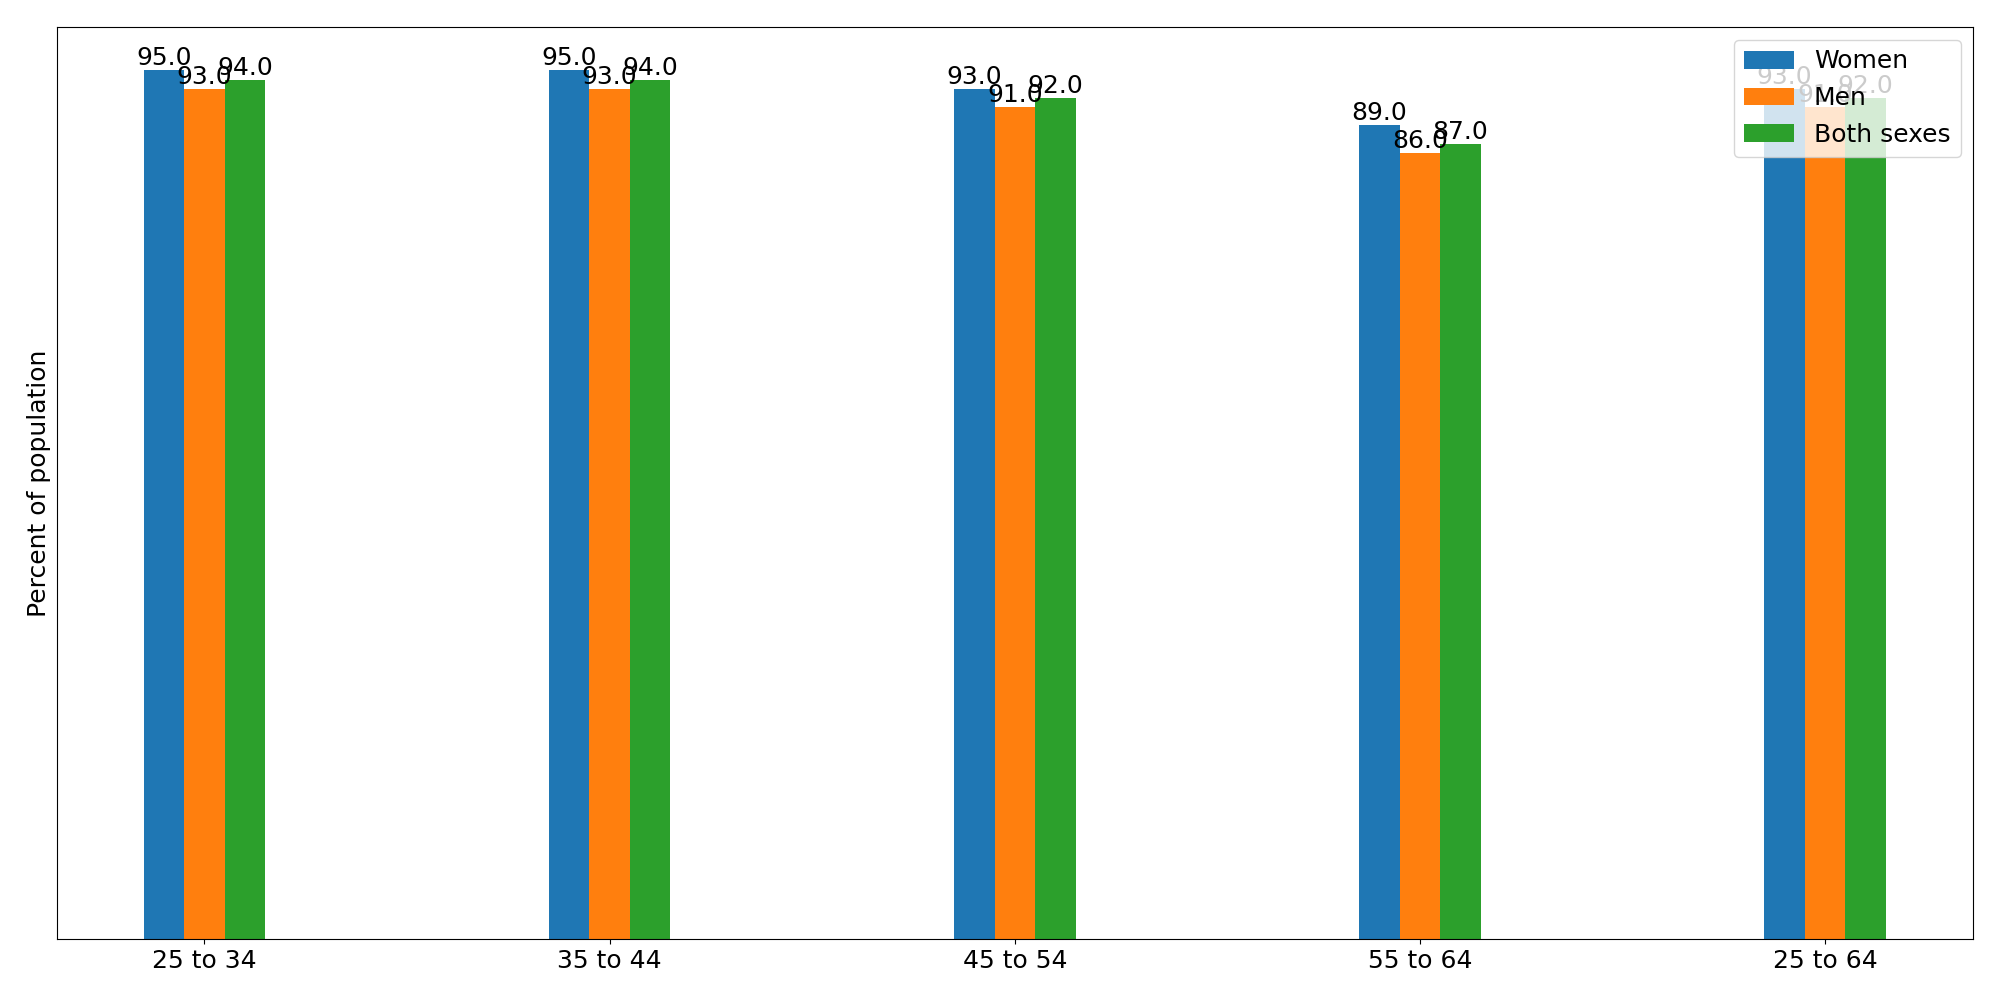 Percent of population
95.0 93.0 94.0
95.0 93.0 94.0
93.0 91.0 92.0
89.0 86.0 87.0
93.0 92.0
Women
Men
Both sexes
25 to 34
35 to 44
45 to 54
55 to 64
25 to 64